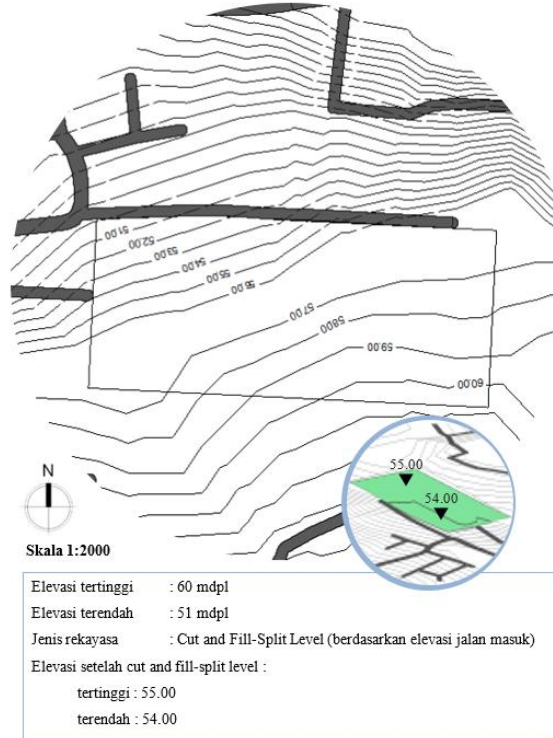 51.00
52.00
53.00
54.00
55.00
56.00
57.00
58.00
59.00
60.00
N
Skala 1:2000
55.00
54.00
Elevasi tertinggi : 60 mdpl
Elevasi terendah : 51 mdpl
Jenis rekayasa : Cut and Fill-Split Level (berdasarkan elevasi jalan masuk)
Elevasi setelah cut and fill-split level :
tertinggi : 55.00
terendah : 54.00